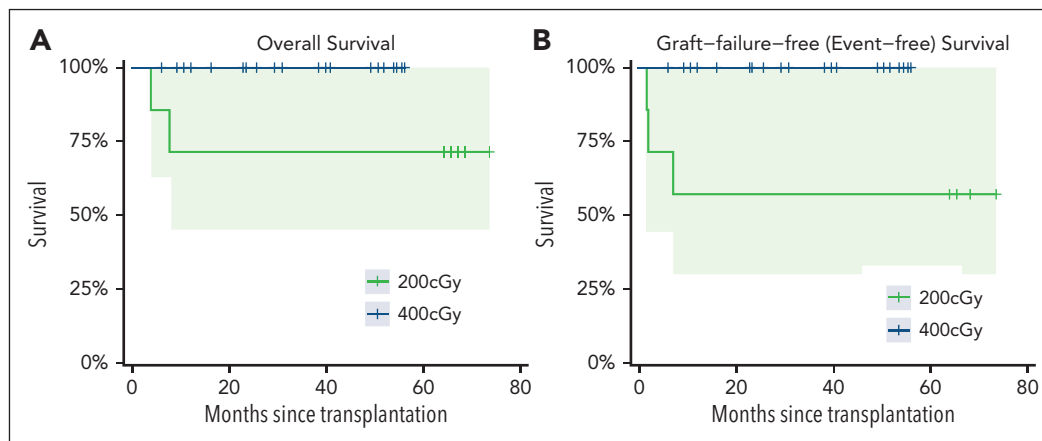 A
Overall Survival
100%
75%
50%
25%
0%
Survival
200cGy
400cGy
0 20 40 60 80
Months since transplantation
B
Graft–failure–free (Event–free) Survival
100%
75%
50%
25%
0%
Survival
200cGy
400cGy
0 20 40 60 80
Months since transplantation